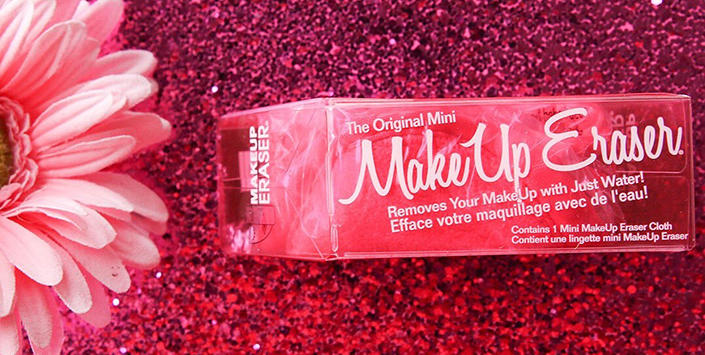 MAKEUP
ERASER.
The Original Mini
MakeUp Eraser.
Removes Your MakeUp with Just Water!
Efface votre maquillage avec de l'eau!
Contains 1 Mini MakeUp Eraser Cloth
Contient une lingette mini MakeUp Eraser